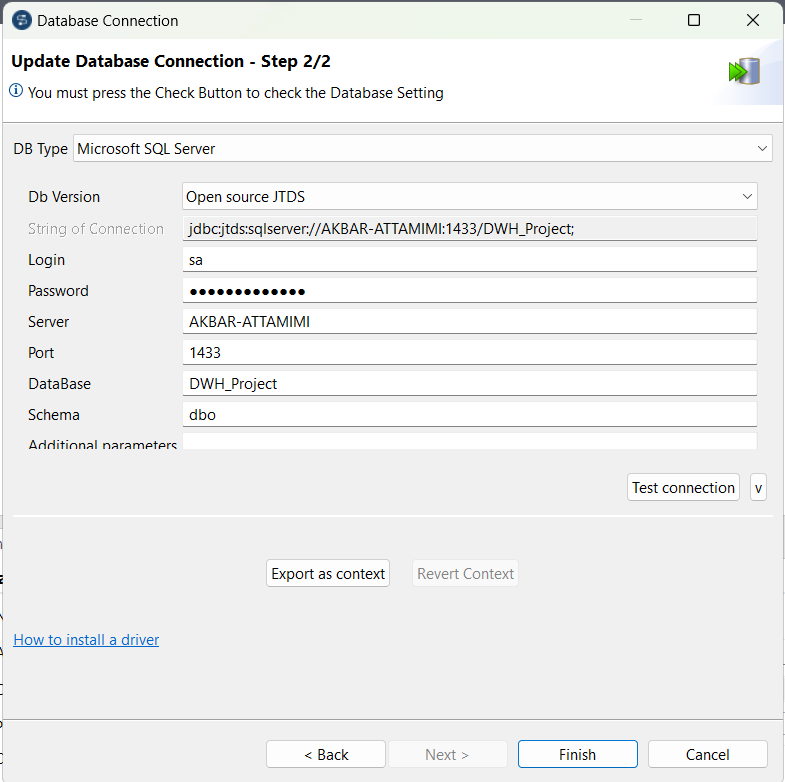 Database Connection
Update Database Connection - Step 2/2
You must press the Check Button to check the Database Setting
DB Type Microsoft SQL Server
Db Version Open source JTDS
String of Connection jdbc:jtds:sqlserver://AKBAR-ATTAMIMI:1433/DWH_Project;
Login sa
Password ●●●●●●●●●●●●●
Server AKBAR-ATTAMIMI
Port 1433
DataBase DWH_Project
Schema dbo
Additional parameters
Test connection v
Export as context Revert Context
How to install a driver
< Back Next > Finish Cancel